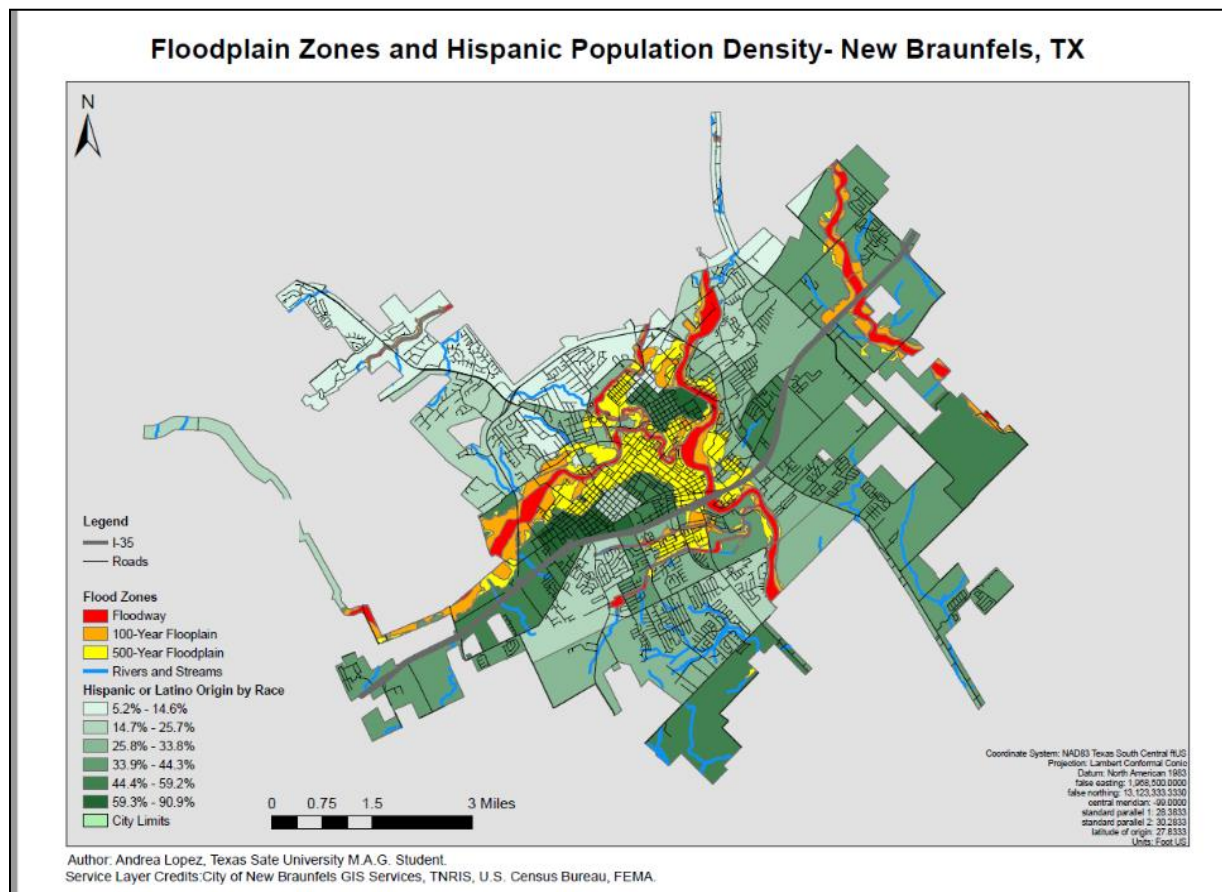 Floodplain Zones and Hispanic Population Density- New Braunfels, TX
N
Legend
I-35
Roads
Flood Zones
Floodway
100-Year Flooplain
500-Year Floodplain
Rivers and Streams
Hispanic or Latino Origin by Race
5.2% - 14.6%
14.7% - 25.7%
25.8% - 33.8%
33.9% - 44.3%
44.4% - 59.2%
59.3% - 90.9%
City Limits
0 0.75 1.5 3 Miles
Coordinate System: NAD83 Texas South Central ftUS
Projection: Lambert Conformal Conic
Datum: North American 1983
false easting: 1,968,500.0000
false northing: 13,123,333.3330
central meridian: -99.0000
standard parallel 1: 28.3833
standard parallel 2: 30.2833
latitude of origin: 27.8333
Units: Foot US
Author: Andrea Lopez, Texas Sate University M.A.G. Student.
Service Layer Credits:City of New Braunfels GIS Services, TNRIS, U.S. Census Bureau, FEMA.